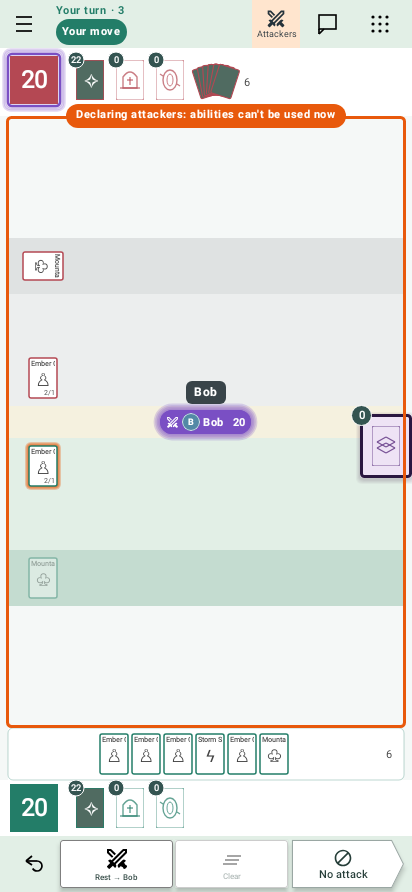 Your turn · 3
Your move
Attackers
20
22
0
0
6
Declaring attackers: abilities can't be used now
Mounta
Ember (
2/1
Bob
B Bob 20
0
Ember (
2/1
Mounta
Ember (
Ember (
Ember (
Storm S
Ember (
Mounta
6
20
22
0
0
Rest → Bob
Clear
No attack